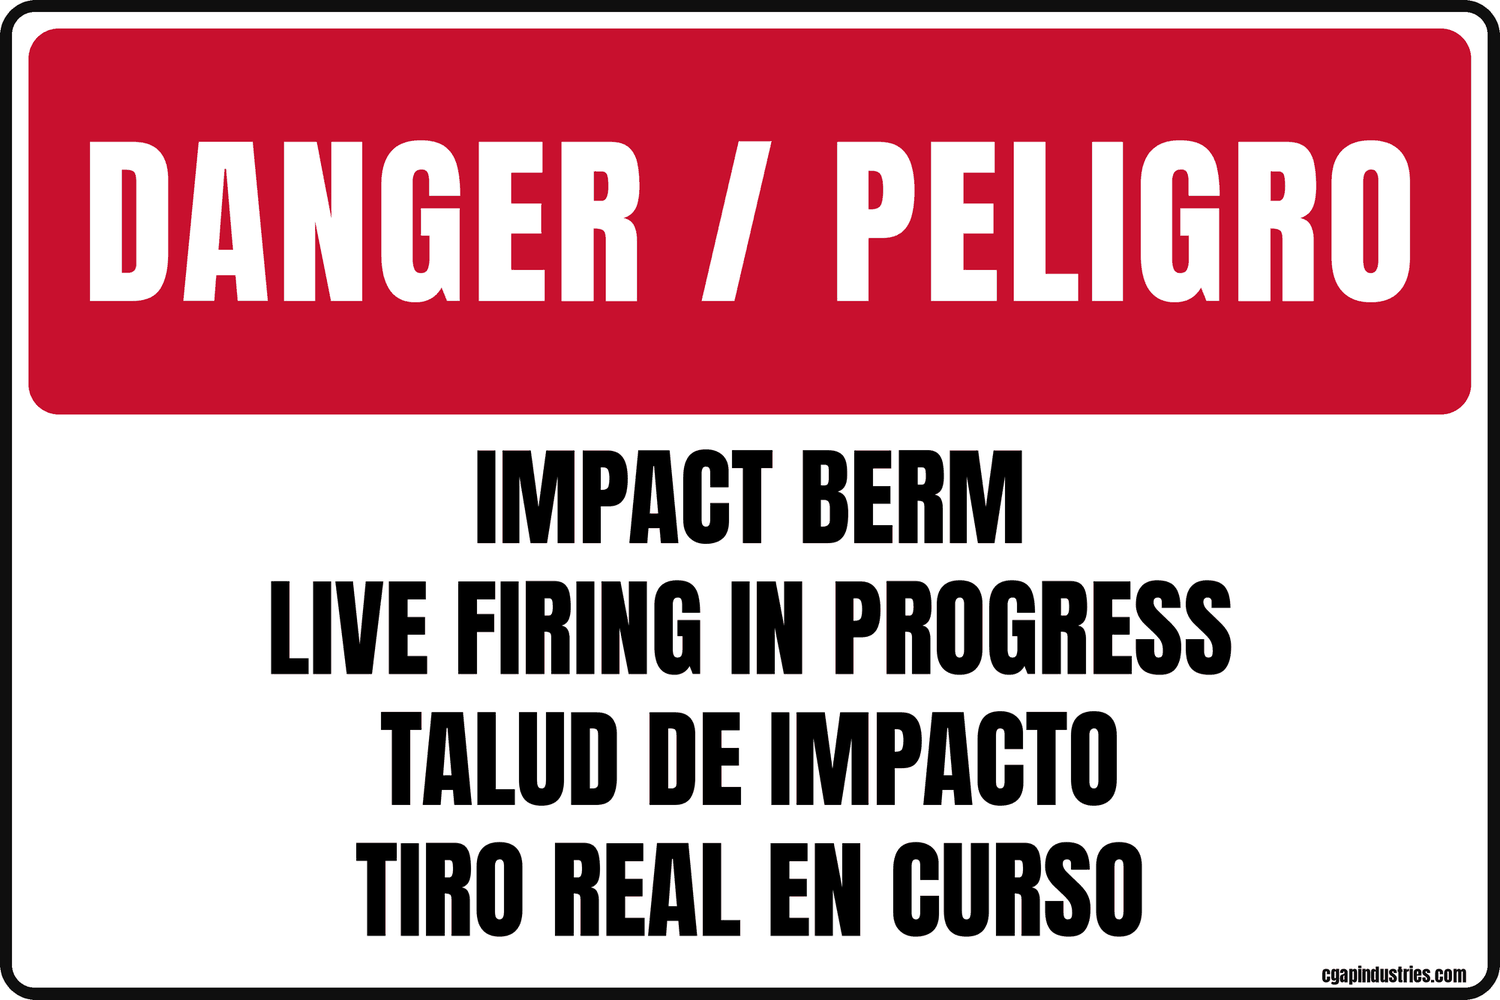 DANGER / PELIGRO
IMPACT BERM
LIVE FIRING IN PROGRESS
TALUD DE IMPACTO
TIRO REAL EN CURSO
cgapindustries.com